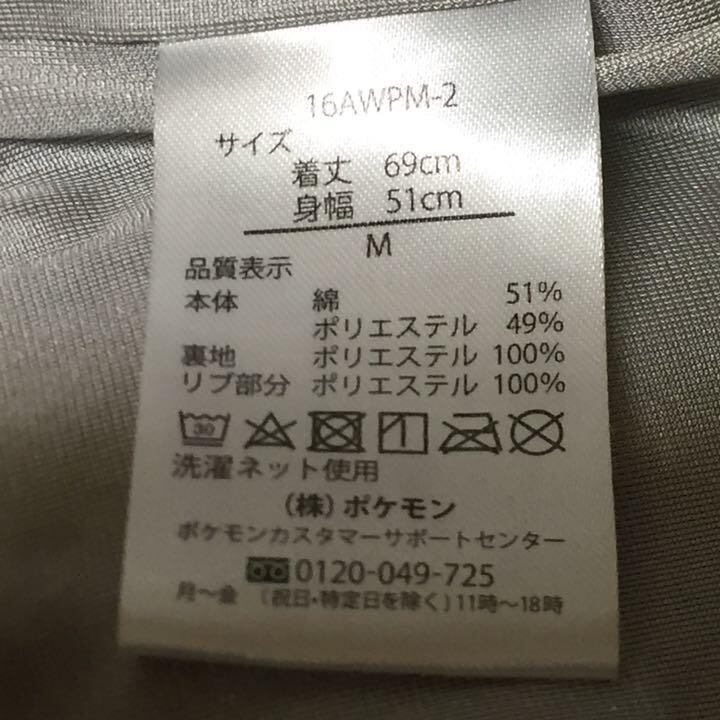 16AWPM-2
サイズ
着丈 69cm
身幅 51cm
M
品質表示
本体 綿 51%
ポリエステル 49%
裏地 ポリエステル 100%
リブ部分 ポリエステル 100%
30
洗濯ネット使用
(株)ポケモン
ポケモンカスタマーサポートセンター
0120-049-725
月～金 (祝日・特定日を除く)11時～18時